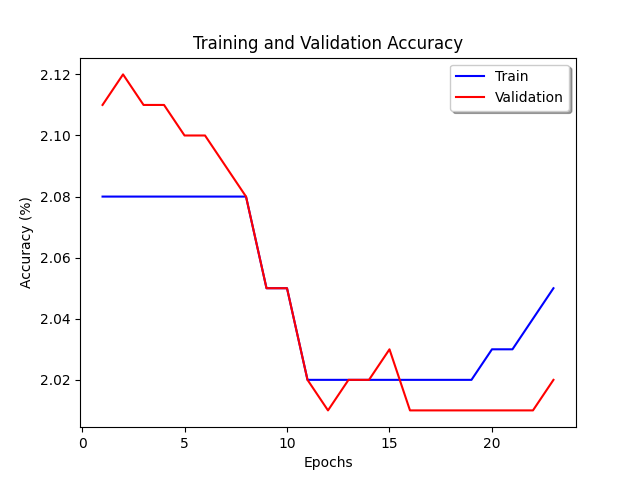 Training and Validation Accuracy
Train
Validation
2.12
2.10
2.08
2.06
2.04
2.02
Accuracy (%)
0
5
10
15
20
Epochs